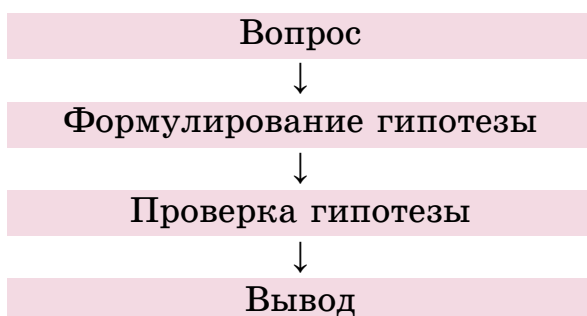 Вопрос
↓
Формулирование гипотезы
↓
Проверка гипотезы
↓
Вывод